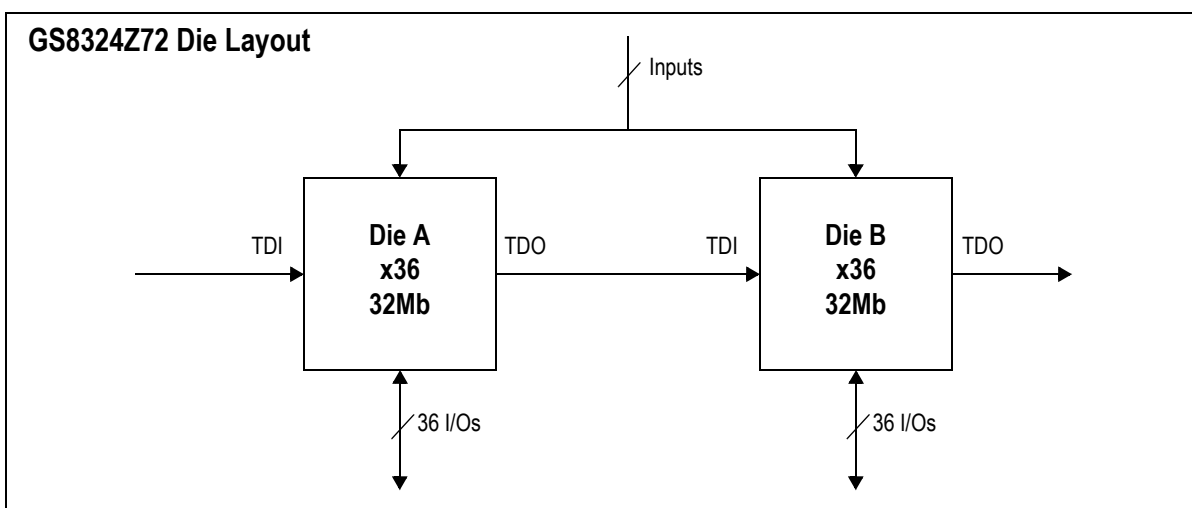 GS8324Z72 Die Layout
Inputs
TDI
Die A
x36
32Mb
TDO
TDI
Die B
x36
32Mb
TDO
36 I/Os
36 I/Os